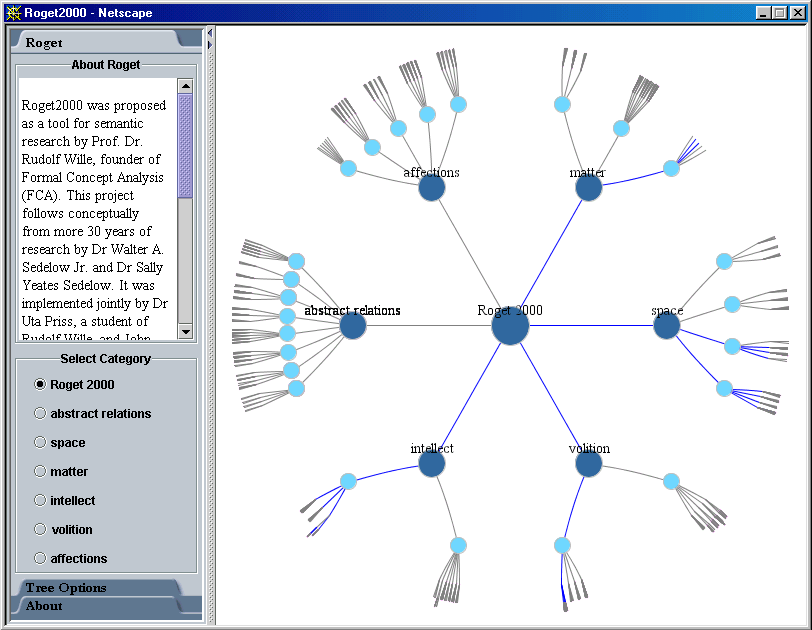 Roget2000 - Netscape
Roget
About Roget
Roget2000 was proposed
as a tool for semantic
research by Prof. Dr.
Rudolf Wille, founder of
Formal Concept Analysis
(FCA). This project
follows conceptually
from more 30 years of
research by Dr Walter A.
Sedelow Jr. and Dr Sally
Yeates Sedelow. It was
implemented jointly by Dr
Uta Priss, a student of
Rudolf Wille, and John
Select Category
Roget 2000
abstract relations
space
matter
intellect
volition
affections
Tree Options
About
affections
matter
abstract relations
Roget 2000
space
intellect
volition